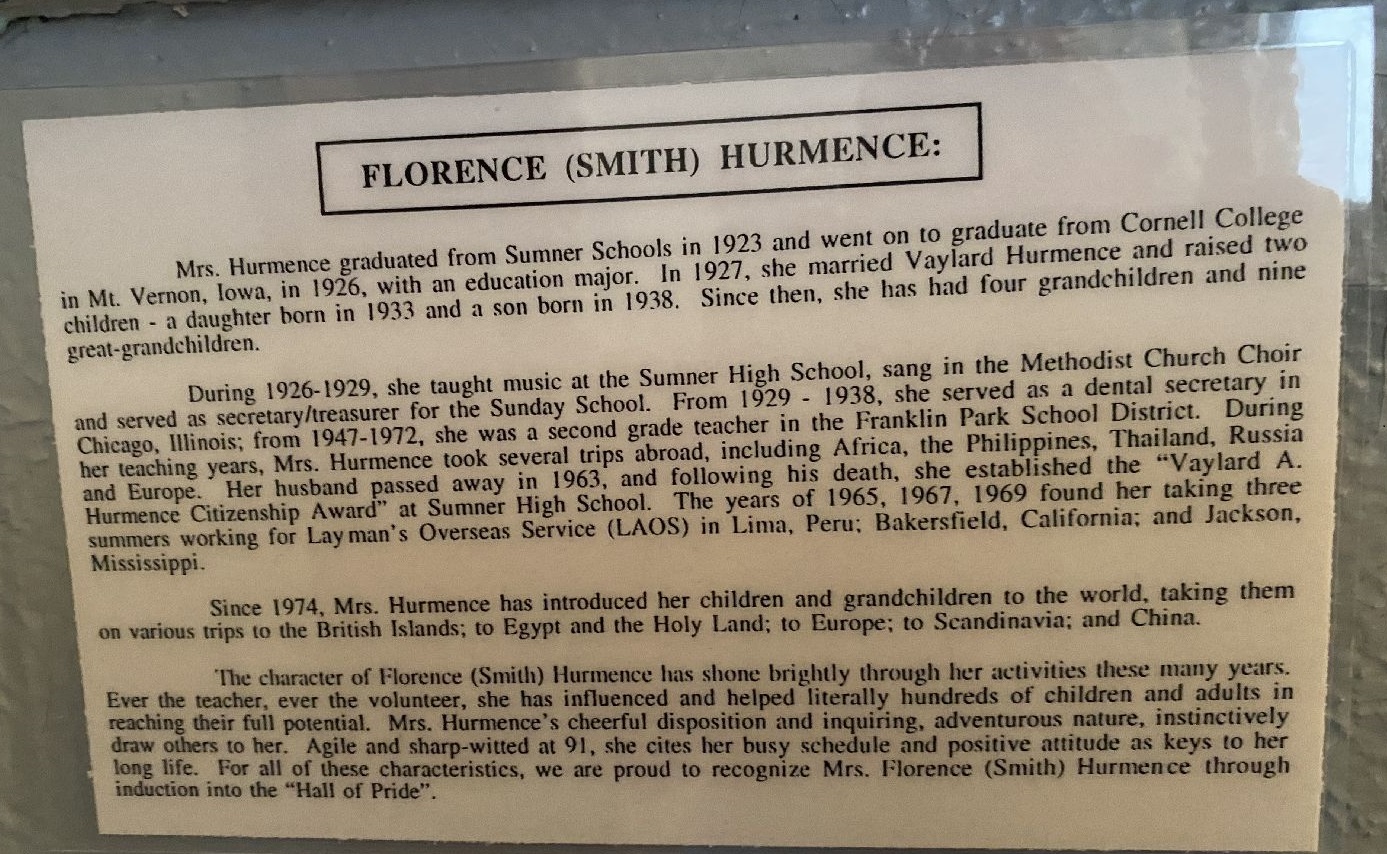 FLORENCE (SMITH) HURMENCE:
Mrs. Hurmence graduated from Sumner Schools in 1923 and went on to graduate from Cornell College
in Mt. Vernon, Iowa, in 1926, with an education major. In 1927, she married Vaylard Hurmence and raised two
children - a daughter born in 1933 and a son born in 1938. Since then, she has had four grandchildren and nine
great-grandchildren.
During 1926-1929, she taught music at the Sumner High School, sang in the Methodist Church Choir
and served as secretary/treasurer for the Sunday School. From 1929 - 1938, she served as a dental secretary in
Chicago, Illinois; from 1947-1972, she was a second grade teacher in the Franklin Park School District. During
her teaching years, Mrs. Hurmence took several trips abroad, including Africa, the Philippines, Thailand, Russia
and Europe. Her husband passed away in 1963, and following his death, she established the "Vaylard A.
Hurmence Citizenship Award" at Sumner High School. The years of 1965, 1967, 1969 found her taking three
summers working for Layman's Overseas Service (LAOS) in Lima, Peru; Bakersfield, California; and Jackson,
Mississippi.
Since 1974, Mrs. Hurmence has introduced her children and grandchildren to the world, taking them
on various trips to the British Islands; to Egypt and the Holy Land; to Europe; to Scandinavia; and China.
The character of Florence (Smith) Hurmence has shone brightly through her activities these many years.
Ever the teacher, ever the volunteer, she has influenced and helped literally hundreds of children and adults in
reaching their full potential. Mrs. Hurmence's cheerful disposition and inquiring, adventurous nature, instinctively
draw others to her. Agile and sharp-witted at 91, she cites her busy schedule and positive attitude as keys to her
long life. For all of these characteristics, we are proud to recognize Mrs. Florence (Smith) Hurmence through
induction into the "Hall of Pride".